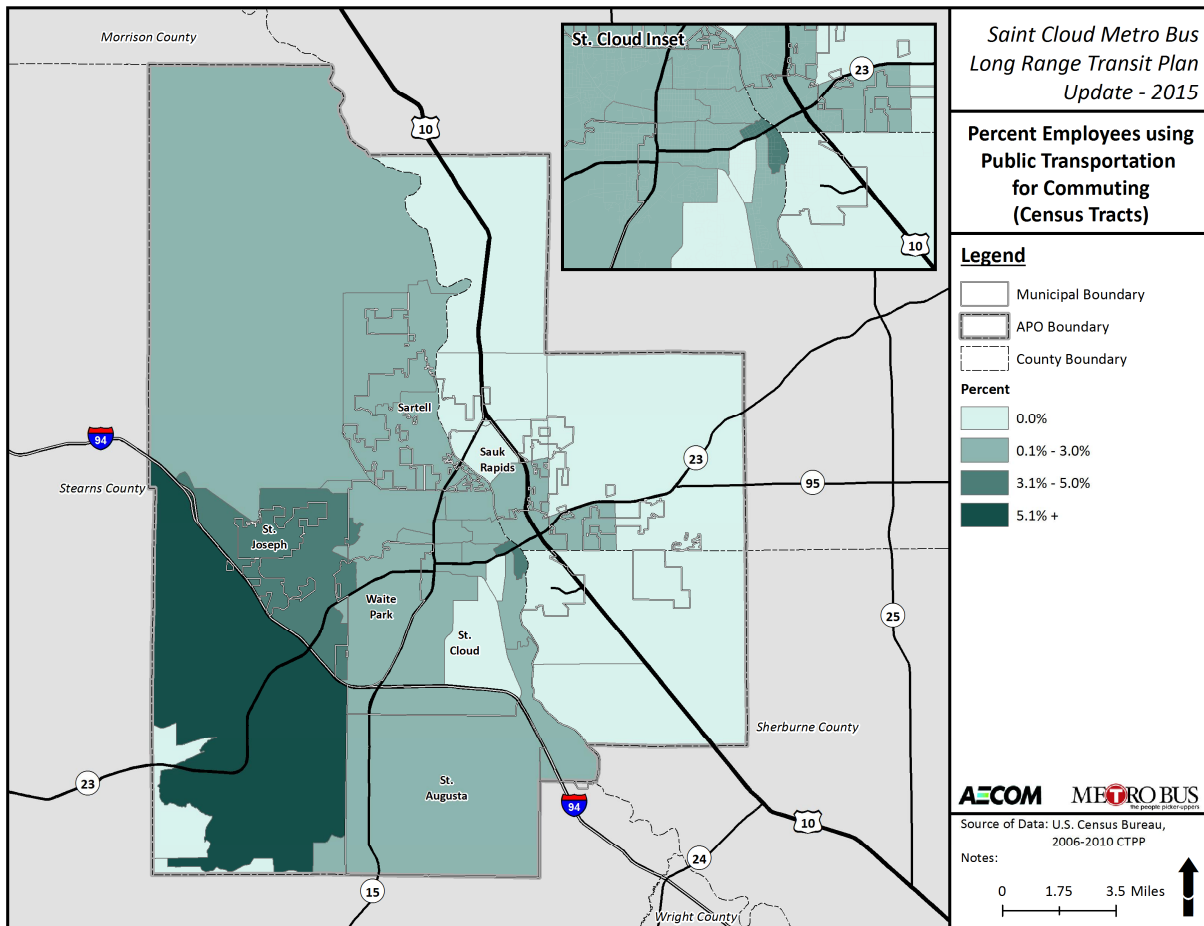 Saint Cloud Metro Bus
Long Range Transit Plan
Update - 2015
Percent Employees using
Public Transportation
for Commuting
(Census Tracts)
Legend
Municipal Boundary
APO Boundary
County Boundary
Percent
0.0%
0.1% - 3.0%
3.1% - 5.0%
5.1% +
AECOM
METRO BUS
the people picker-uppers
Source of Data: U.S. Census Bureau,
2006-2010 CTPP
Notes:
0 1.75 3.5 Miles
Morrison County
St. Cloud Inset
23
10
10
Sartell
94
Sauk
Rapids
23
Stearns County
95
St.
Joseph
Waite
Park
25
St.
Cloud
Sherburne County
23
St.
Augusta
94
10
24
15
Wright County